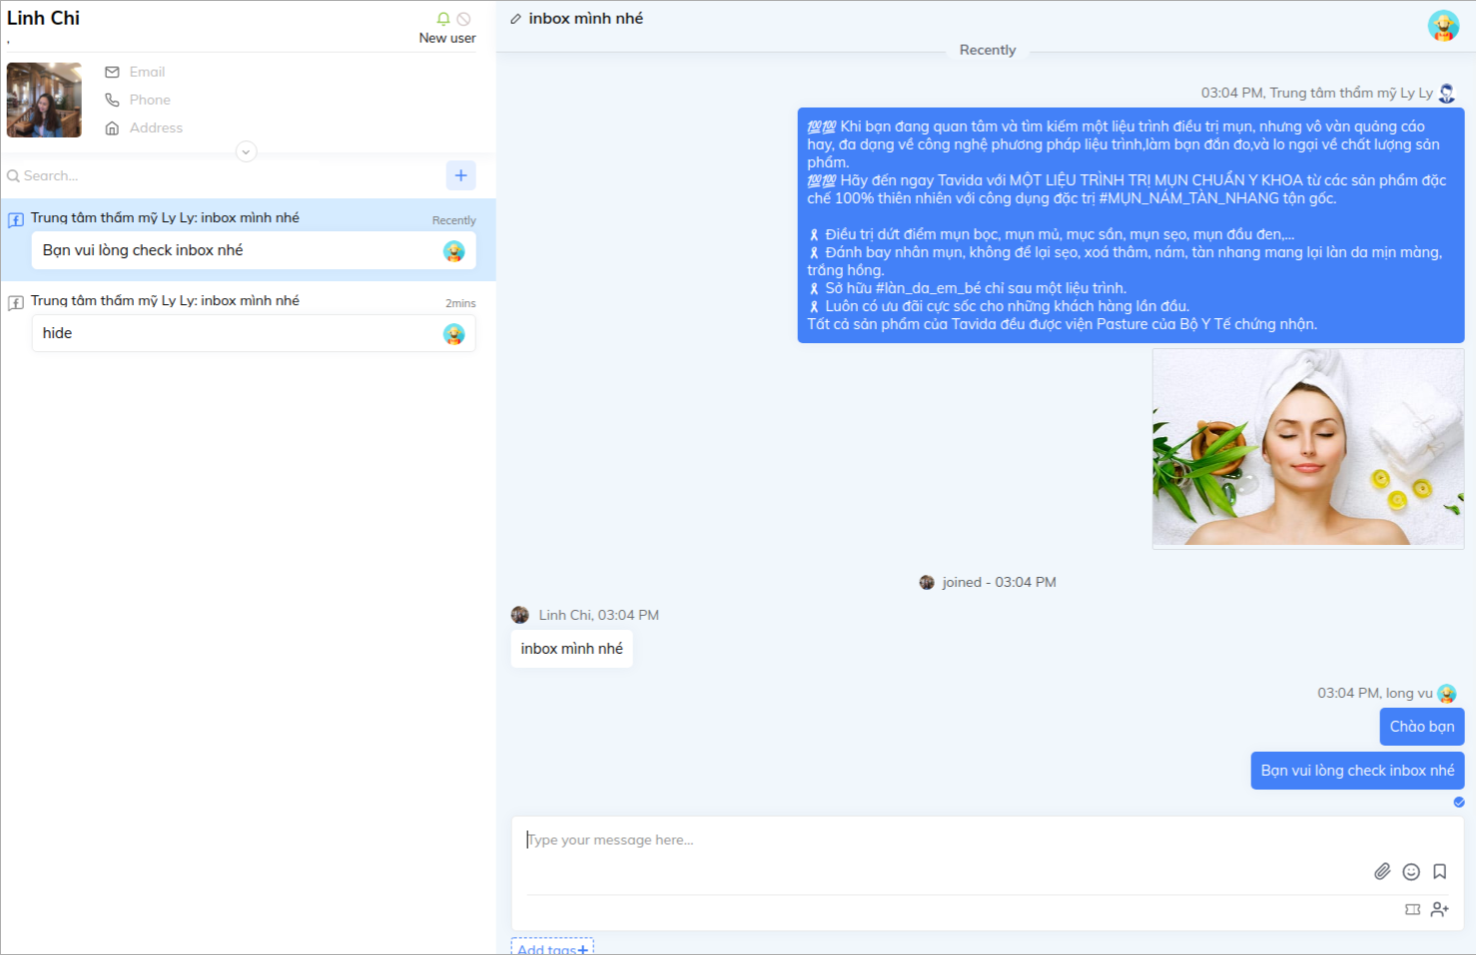 Linh Chi
,
New user
Email
Phone
Address
Search...
+
Trung tâm thẩm mỹ Ly Ly: inbox mình nhé
Recently
Bạn vui lòng check inbox nhé
Trung tâm thẩm mỹ Ly Ly: inbox mình nhé
2mins
hide
inbox mình nhé
Recently
03:04 PM, Trung tâm thẩm mỹ Ly Ly
💯💯 Khi bạn đang quan tâm và tìm kiếm một liệu trình điều trị mụn, nhưng vô vàn quảng cáo
hay, đa dạng về công nghệ phương pháp liệu trình,làm bạn đắn đo,và lo ngại về chất lượng sản
phẩm.
💯💯 Hãy đến ngay Tavida với MỘT LIỆU TRÌNH TRỊ MỤN CHUẨN Y KHOA từ các sản phẩm đặc
chế 100% thiên nhiên với công dụng đặc trị #MỤN_NÁM_TÀN_NHANG tận gốc.
🎗 Điều trị dứt điểm mụn bọc, mụn mủ, mục sần, mụn sẹo, mụn đầu đen,...
🎗 Đánh bay nhân mụn, không để lại sẹo, xoá thâm, nám, tàn nhang mang lại làn da mịn màng,
trắng hồng.
🎗 Sở hữu #làn_da_em_bé chỉ sau một liệu trình.
🎗 Luôn có ưu đãi cực sốc cho những khách hàng lần đầu.
Tất cả sản phẩm của Tavida đều được viện Pasture của Bộ Y Tế chứng nhận.
joined - 03:04 PM
Linh Chi, 03:04 PM
inbox mình nhé
03:04 PM, long vu
Chào bạn
Bạn vui lòng check inbox nhé
Type your message here...
Add tags+